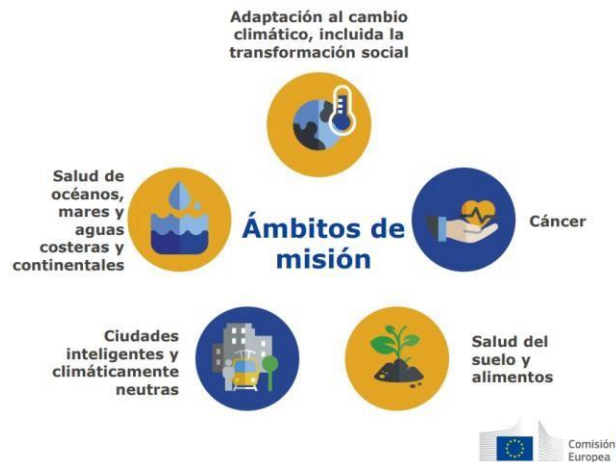 Adaptación al cambio
climático, incluida la
transformación social
Salud de
océanos,
mares y
aguas
costeras y
continentales
Ámbitos de
misión
Cáncer
Ciudades
inteligentes y
climáticamente
neutras
Salud del
suelo y
alimentos
Comisión
Europea